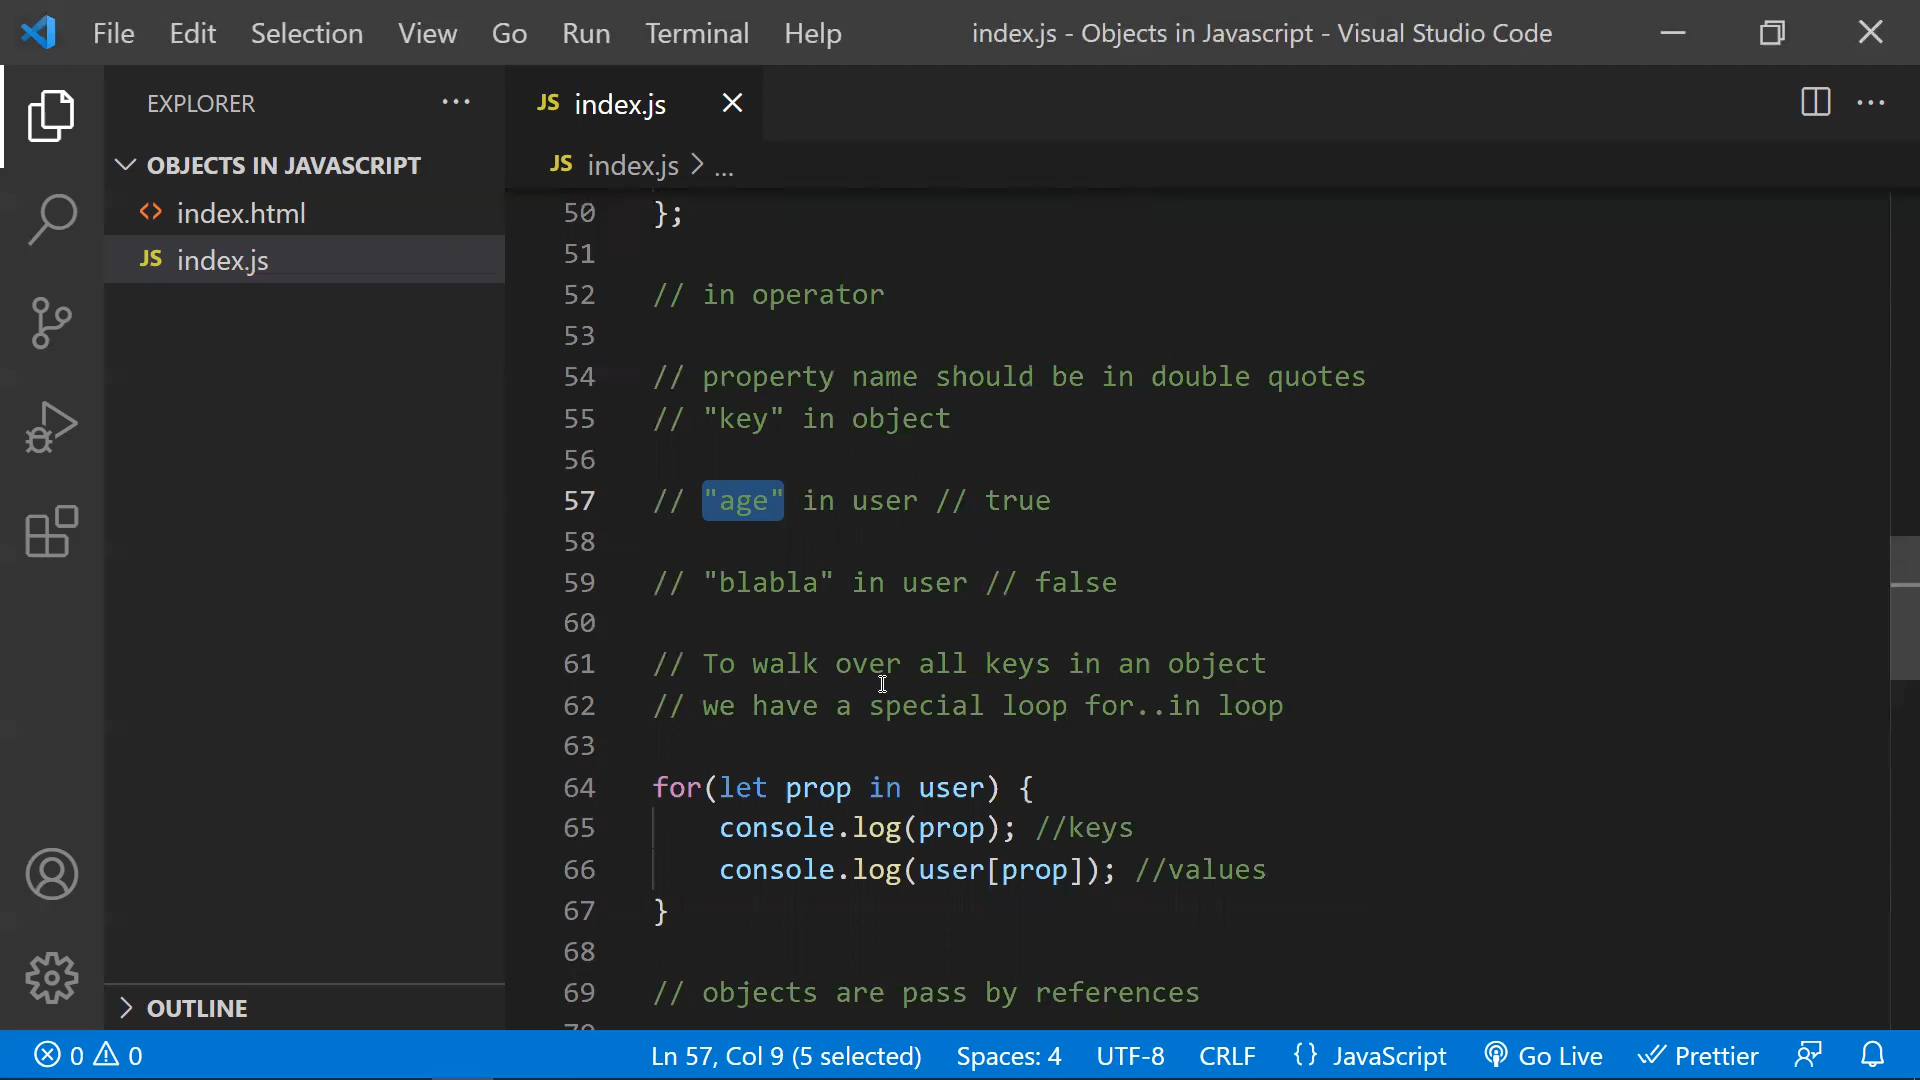 File Edit Selection View Go Run Terminal Help index.js - Objects in Javascript - Visual Studio Code
EXPLORER ...
JS index.js
OBJECTS IN JAVASCRIPT
JS index.js > ...
index.html
JS index.js
50 };
51
52 // in operator
53
54 // property name should be in double quotes
55 // "key" in object
56
57 // "age" in user // true
58
59 // "blabla" in user // false
60
61 // To walk over all keys in an object
62 // we have a special loop for..in loop
63
64 for(let prop in user) {
65 console.log(prop); //keys
66 console.log(user[prop]); //values
67 }
68
69 // objects are pass by references
OUTLINE
0 0 Ln 57, Col 9 (5 selected) Spaces: 4 UTF-8 CRLF {} JavaScript Go Live Prettier